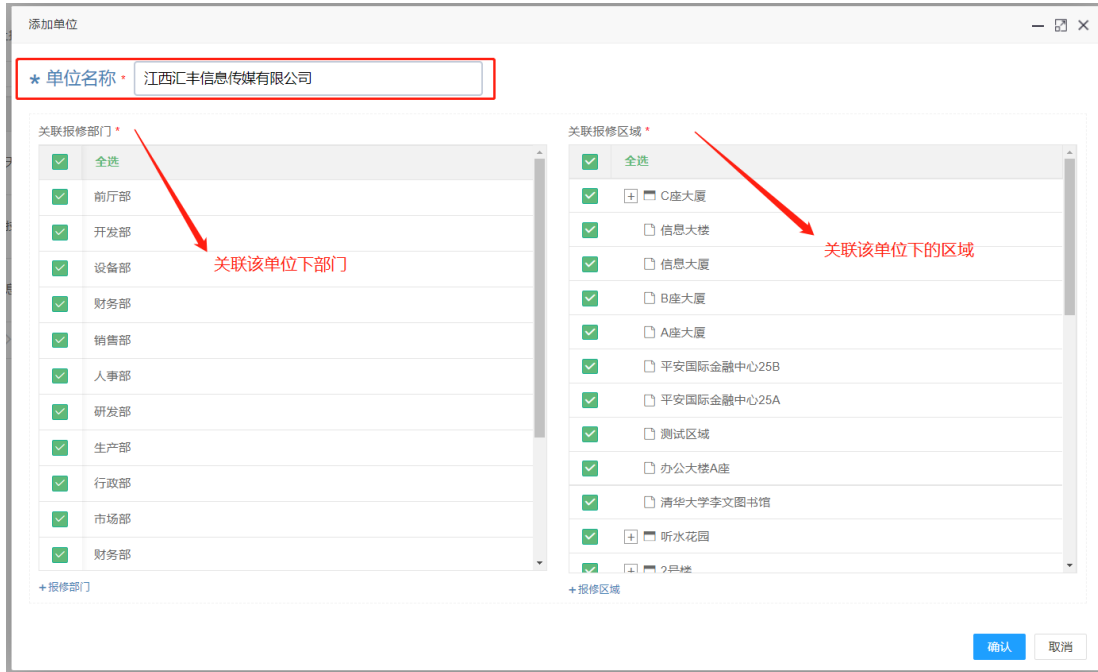 添加单位
* 单位名称 * 江西汇丰信息传媒有限公司
关联报修部门 *
全选
前厅部
开发部
设备部
财务部
销售部
人事部
研发部
生产部
行政部
市场部
财务部
+报修部门
关联该单位下部门
关联报修区域 *
全选
C座大厦
信息大楼
信息大厦
B座大厦
A座大厦
平安国际金融中心25B
平安国际金融中心25A
测试区域
办公大楼A座
清华大学李文图书馆
听水花园
2号楼
+报修区域
关联该单位下的区域
确认 取消